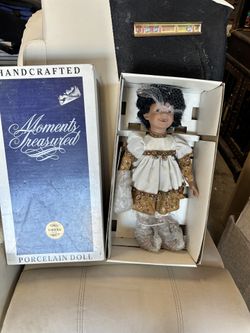 HANDCRAFTED
Moments
Treasured
PORCELAIN DOLL